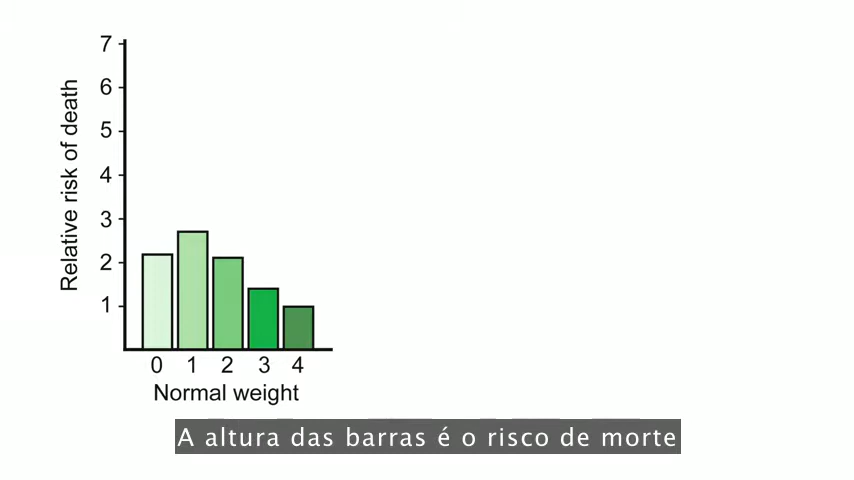 Relative risk of death
7
6
5
4
3
2
1
0 1 2 3 4
Normal weight
A altura das barras é o risco de morte